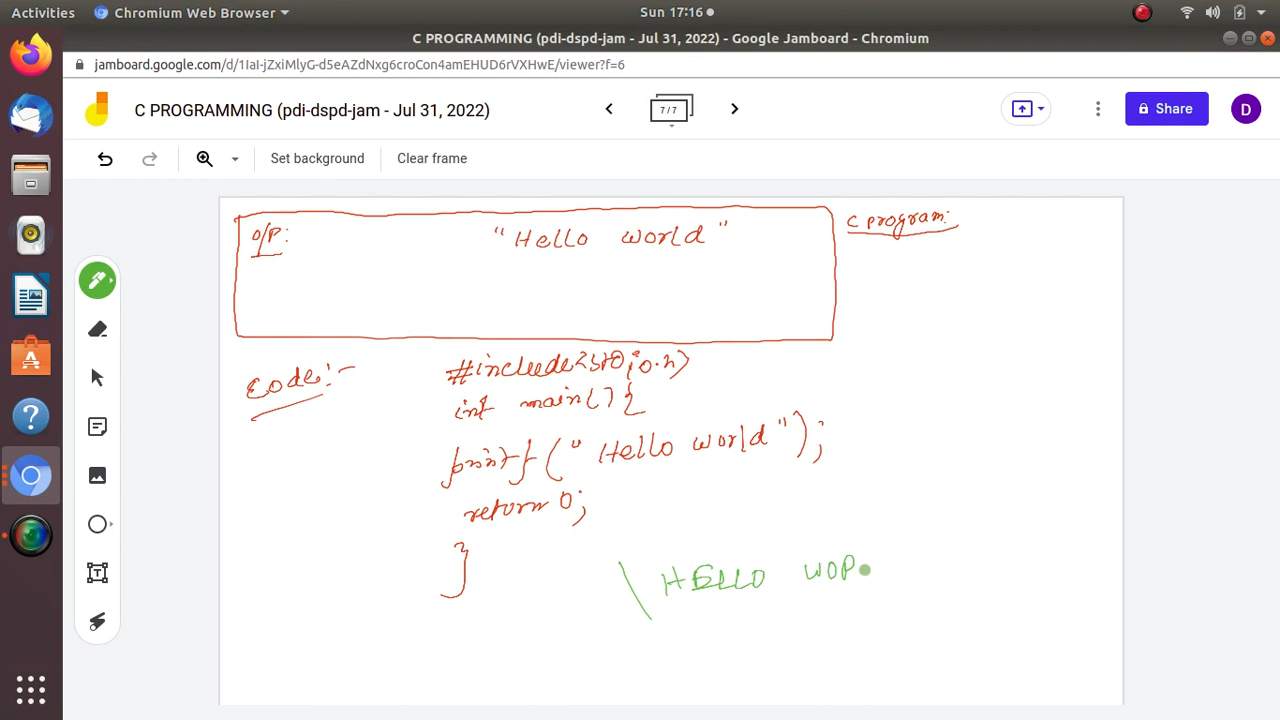 Activities Chromium Web Browser Sun 17:16
C PROGRAMMING (pdi-dspd-jam - Jul 31, 2022) - Google Jamboard - Chromium
jamboard.google.com/d/1IaI-jZxiMlyG-d5eAZdNxg6croCon4amEHUD6rVXHwE/viewer?f=6
C PROGRAMMING (pdi-dspd-jam - Jul 31, 2022) 7/7 Share D
Set background Clear frame
O/P: "Hello world" C program:
Code:-
#include<stdio.h>
int main() {
printf("Hello world");
return 0;
}
\ HELLO WOP